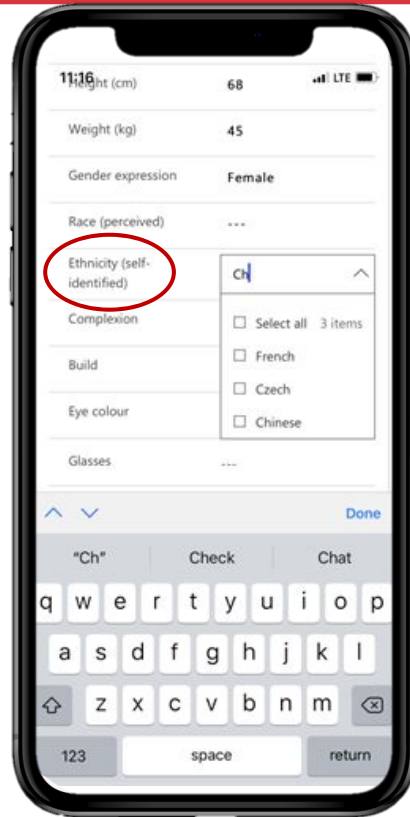 11:16 LTE
Height (cm) 68
Weight (kg) 45
Gender expression Female
Race (perceived) ---
Ethnicity (self-
identified)
Ch
Select all 3 items
Complexion
French
Build
Czech
Eye colour
Chinese
Glasses ---
Done
"Ch" Check Chat
q w e r t y u i o p
a s d f g h j k l
z x c v b n m
123 space return